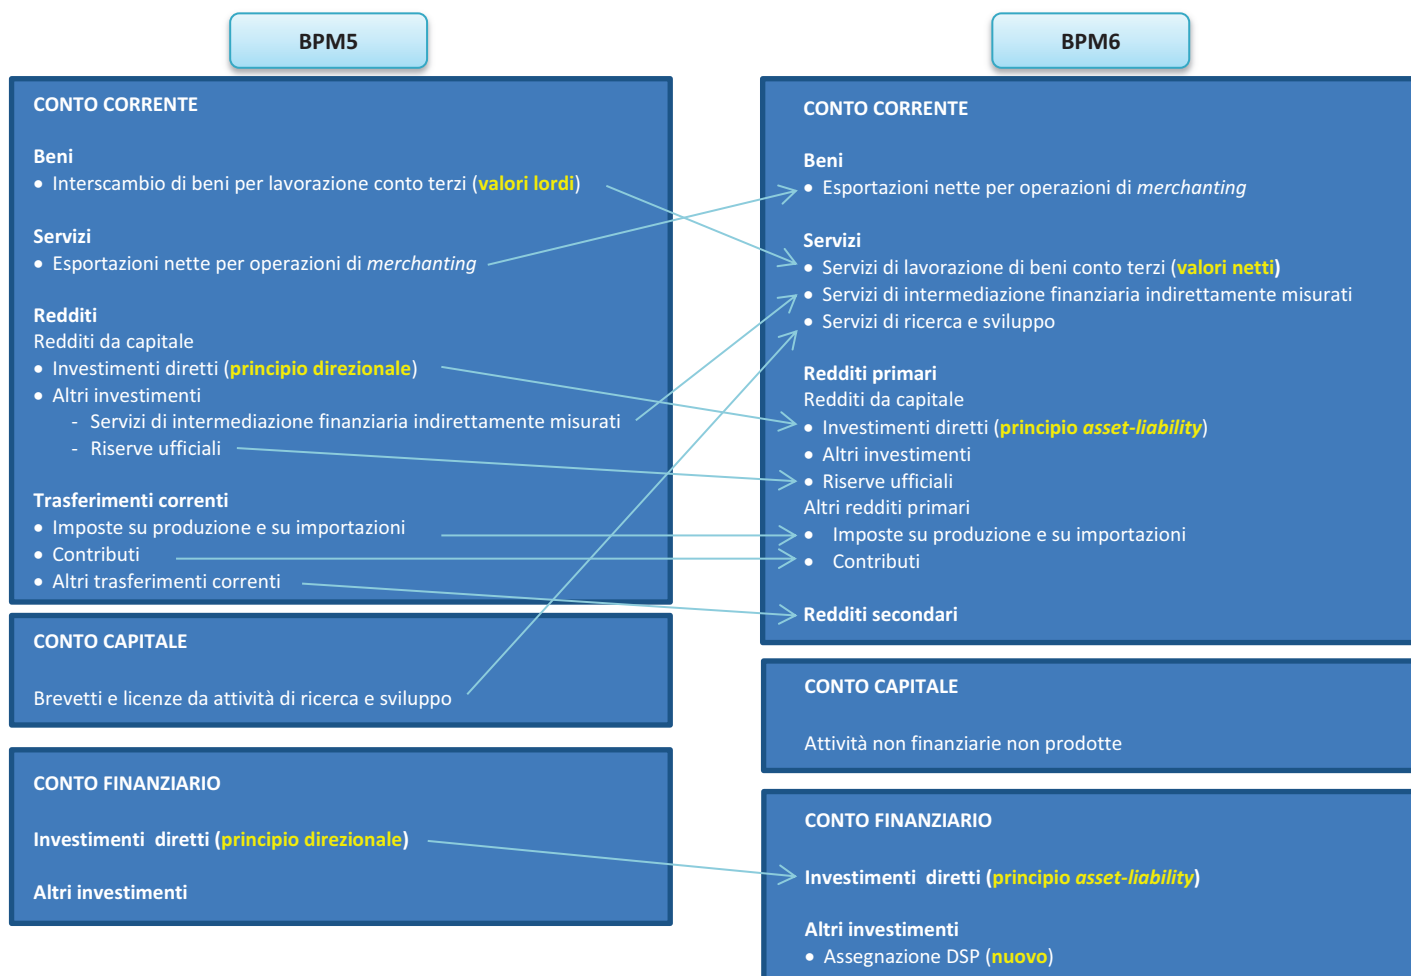 BPM5
CONTO CORRENTE
Beni
• Interscambio di beni per lavorazione conto terzi (valori lordi)
Servizi
• Esportazioni nette per operazioni di merchanting
Redditi
Redditi da capitale
• Investimenti diretti (principio direzionale)
• Altri investimenti
- Servizi di intermediazione finanziaria indirettamente misurati
- Riserve ufficiali
Trasferimenti correnti
• Imposte su produzione e su importazioni
• Contributi
• Altri trasferimenti correnti
CONTO CAPITALE
Brevetti e licenze da attività di ricerca e sviluppo
CONTO FINANZIARIO
Investimenti diretti (principio direzionale)
Altri investimenti
BPM6
CONTO CORRENTE
Beni
• Esportazioni nette per operazioni di merchanting
Servizi
• Servizi di lavorazione di beni conto terzi (valori netti)
• Servizi di intermediazione finanziaria indirettamente misurati
• Servizi di ricerca e sviluppo
Redditi primari
Redditi da capitale
• Investimenti diretti (principio asset-liability)
• Altri investimenti
• Riserve ufficiali
Altri redditi primari
• Imposte su produzione e su importazioni
• Contributi
Redditi secondari
CONTO CAPITALE
Attività non finanziarie non prodotte
CONTO FINANZIARIO
Investimenti diretti (principio asset-liability)
Altri investimenti
• Assegnazione DSP (nuovo)